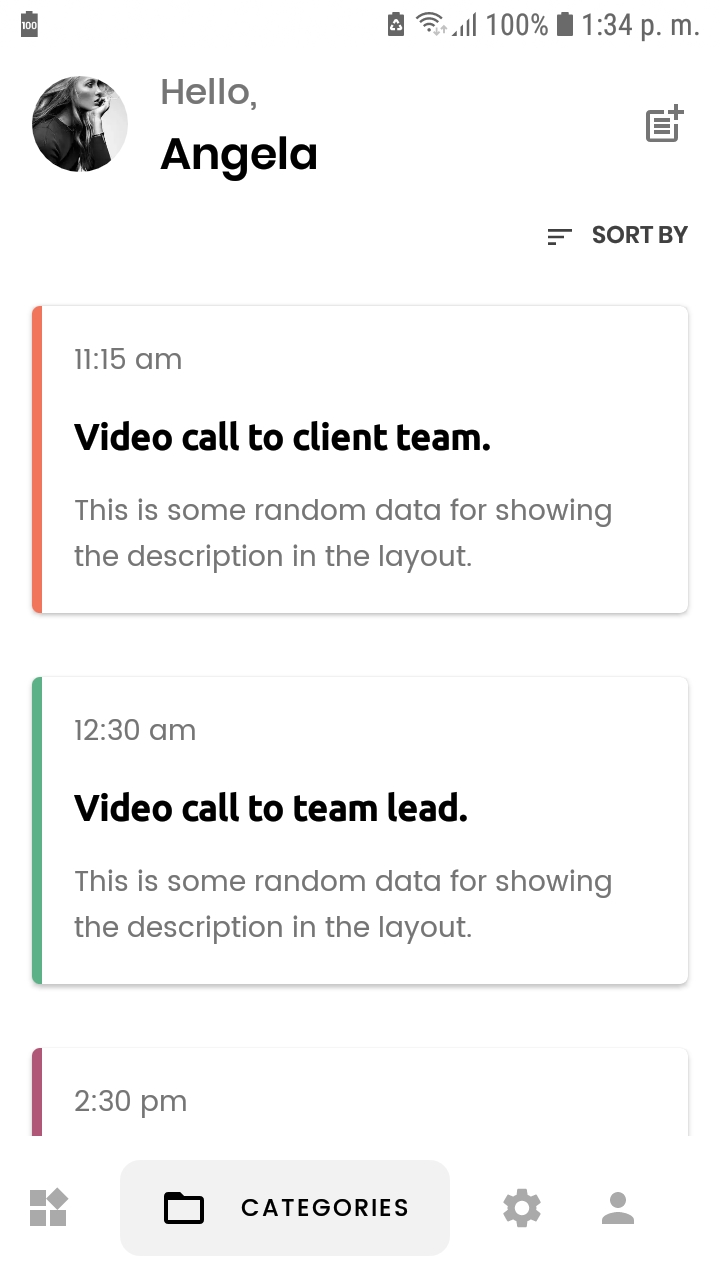 100
100% 1:34 p. m.
Hello,
Angela
SORT BY
11:15 am
Video call to client team.
This is some random data for showing
the description in the layout.
12:30 am
Video call to team lead.
This is some random data for showing
the description in the layout.
2:30 pm
CATEGORIES